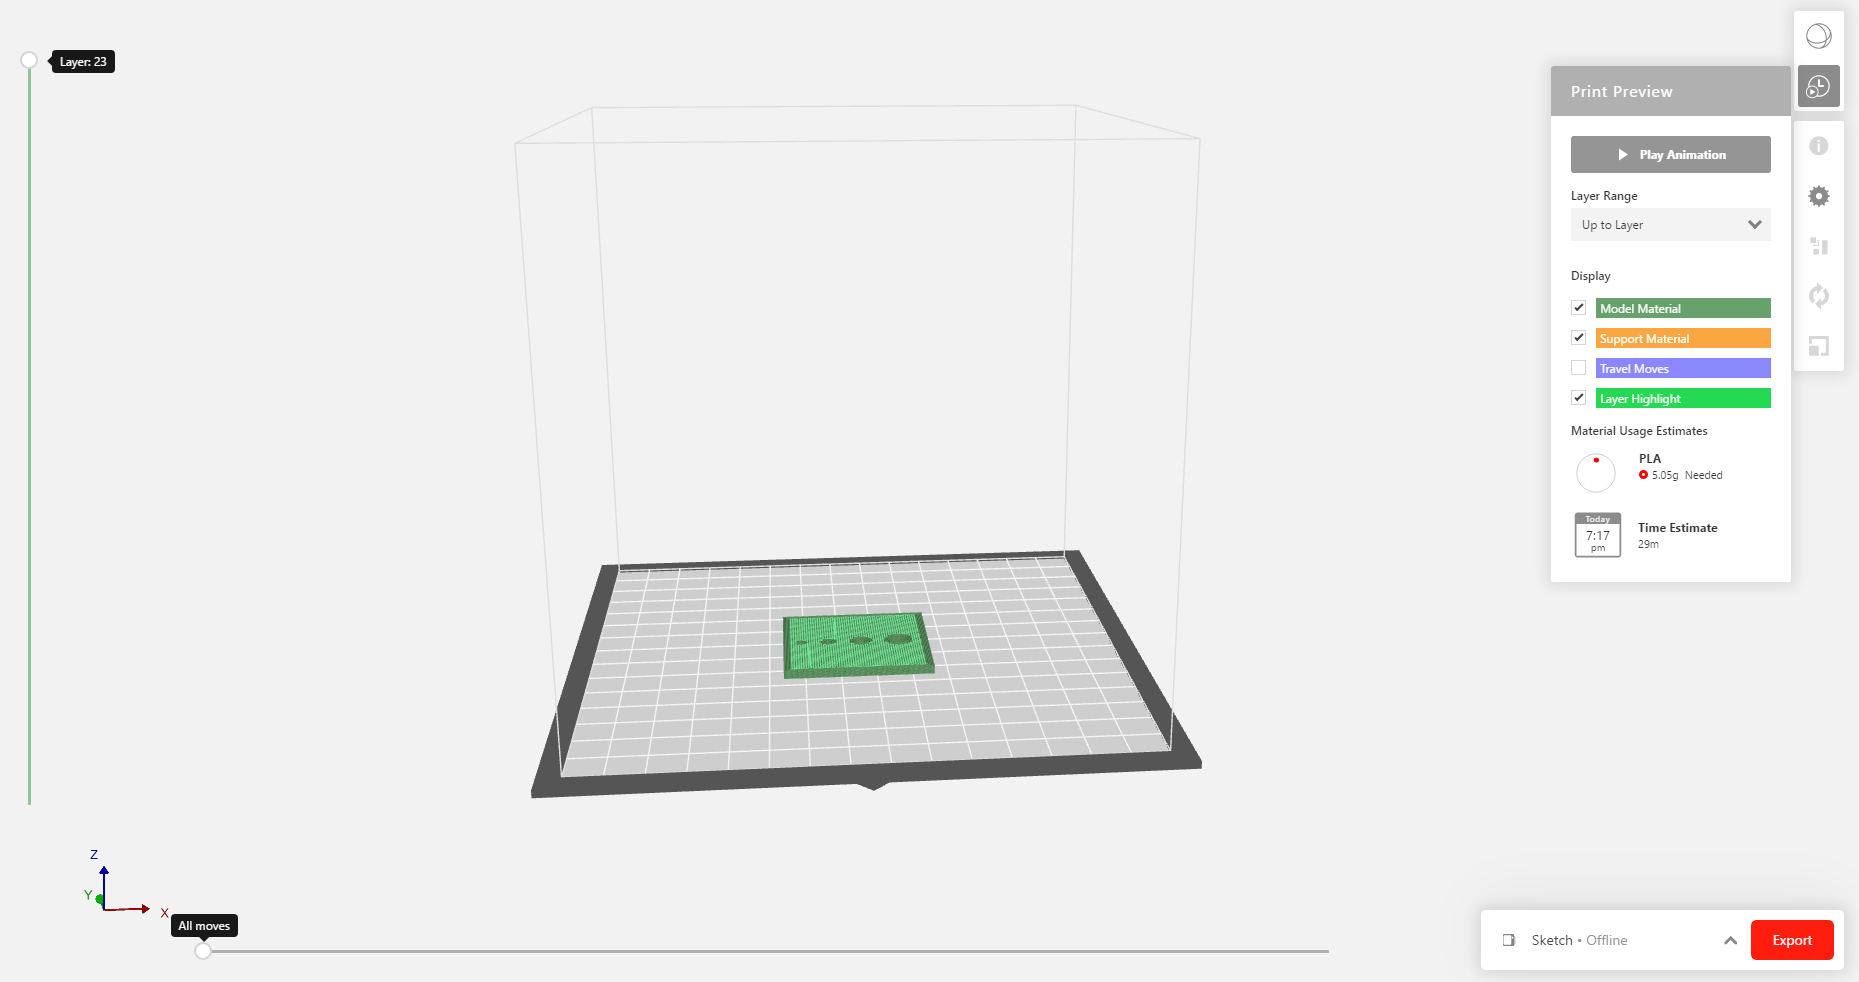 Layer: 23
Print Preview
Play Animation
Layer Range
Up to Layer
Display
Model Material
Support Material
Travel Moves
Layer Highlight
Material Usage Estimates
PLA
5.05g Needed
Today
7:17
pm
Time Estimate
29m
Z
Y
X
All moves
Sketch • Offline
Export